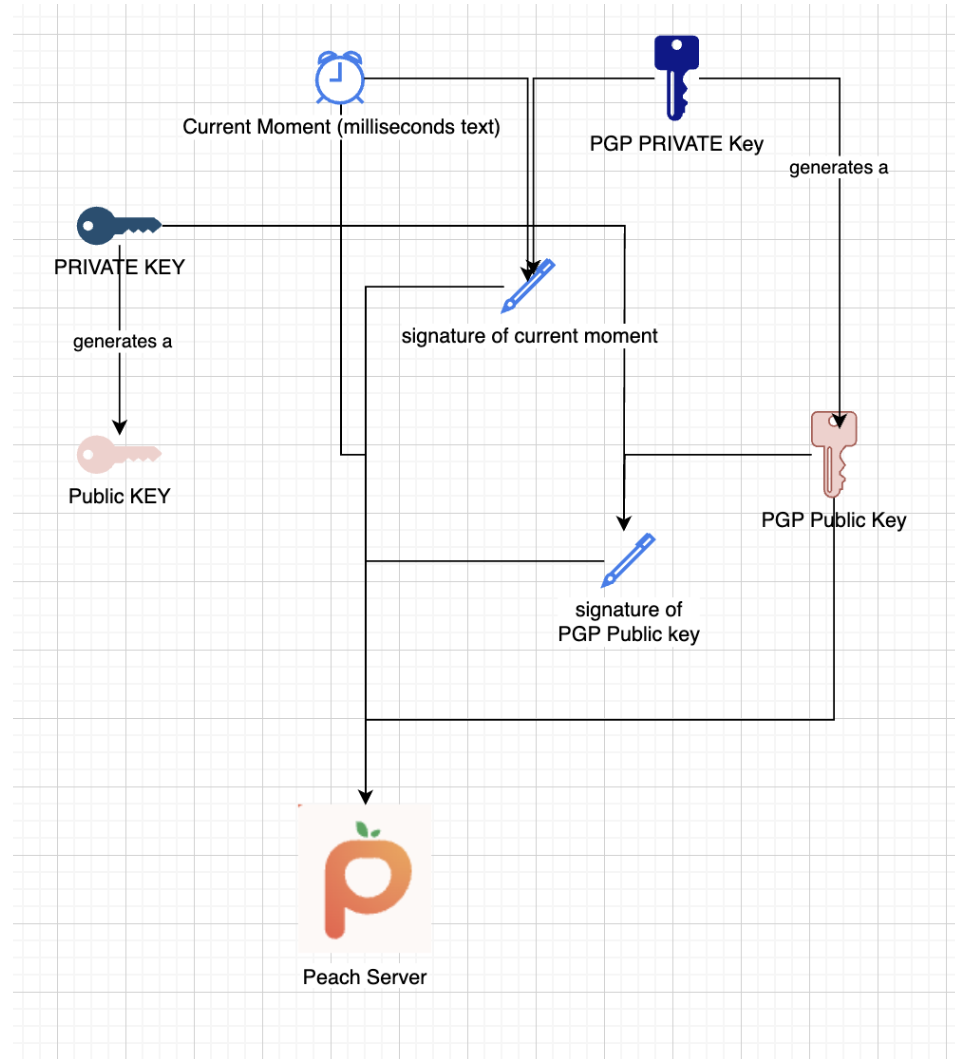 Current Moment (milliseconds text)
PGP PRIVATE Key
generates a
PRIVATE KEY
signature of current moment
generates a
Public KEY
PGP Public Key
signature of
PGP Public key
Peach Server